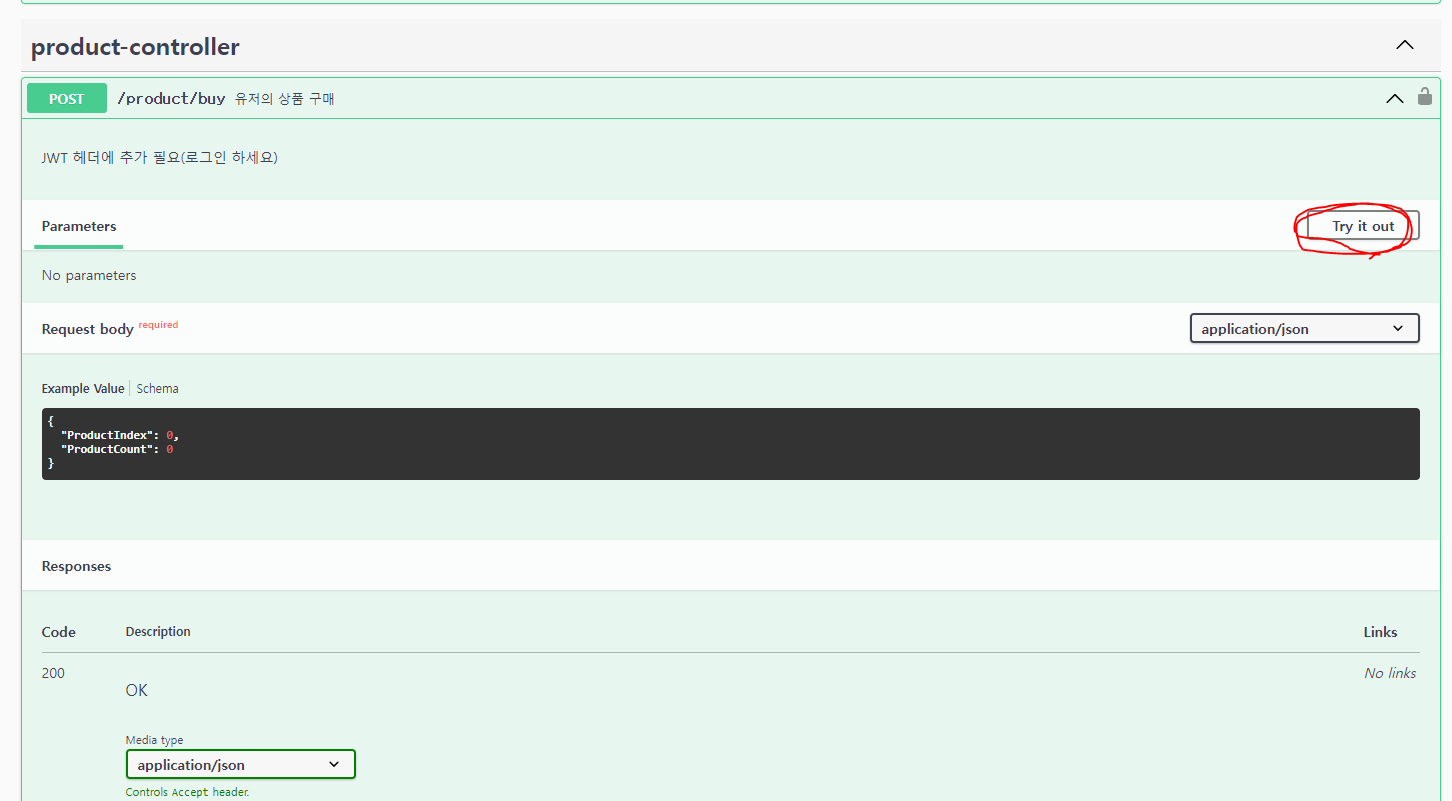 product-controller
POST /product/buy 유저의 상품 구매
JWT 헤더에 추가 필요(로그인 하세요)
Parameters Try it out
No parameters
Request body required application/json
Example Value Schema
{
"ProductIndex": 0,
"ProductCount": 0
}
Responses
Code Description Links
200 No links
OK
Media type
application/json
Controls Accept header.